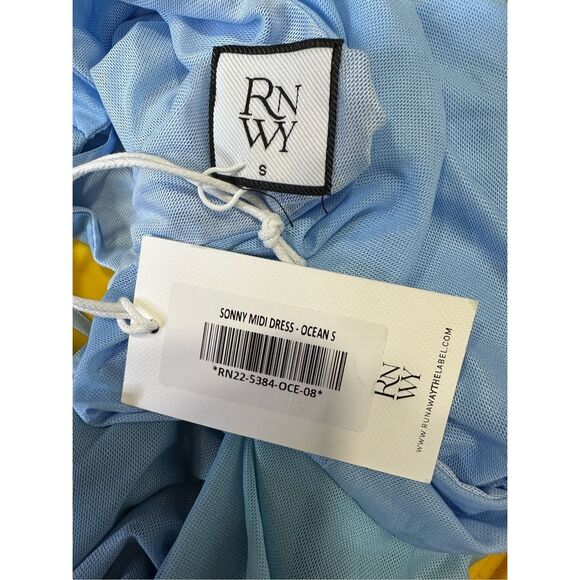 RN
WY
S
SONNY MIDI DRESS - OCEAN S
*RN22-5384-OCE-08*
RN
WY
WWW.RUNAWAYTHELABEL.COM